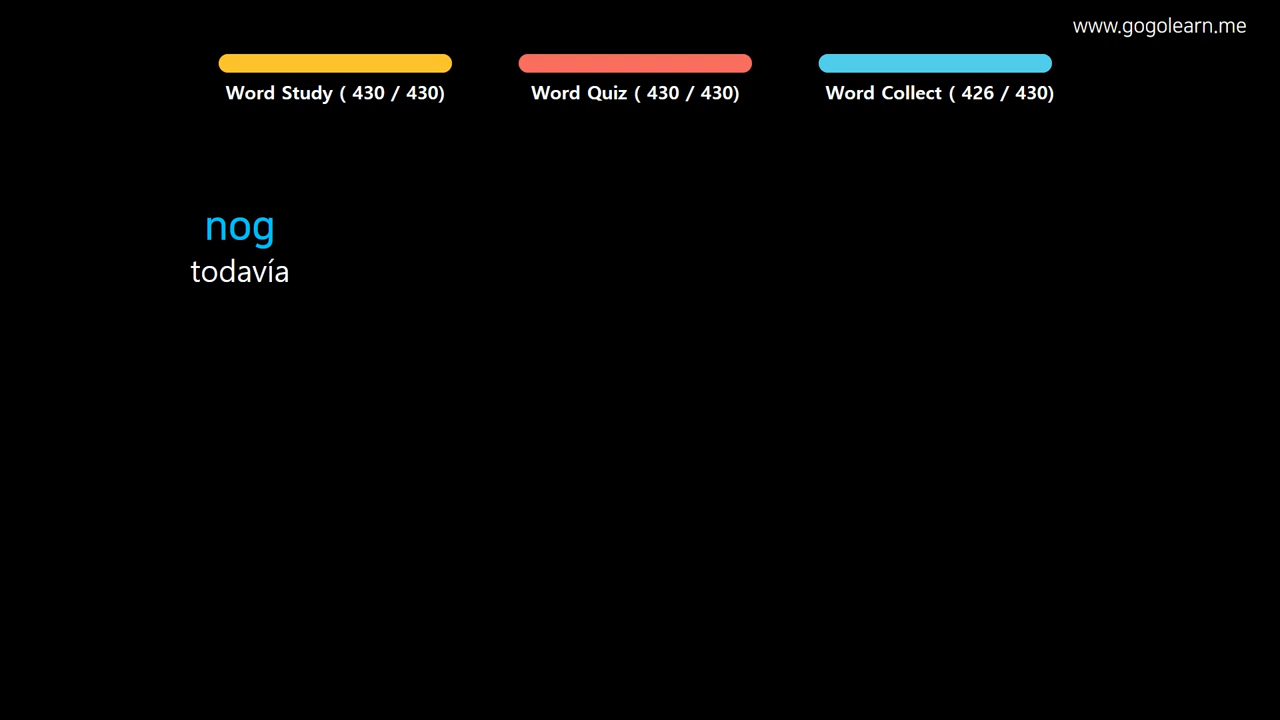 www.gogolearn.me
Word Study ( 430 / 430)
Word Quiz ( 430 / 430)
Word Collect ( 426 / 430)
nog
todavía